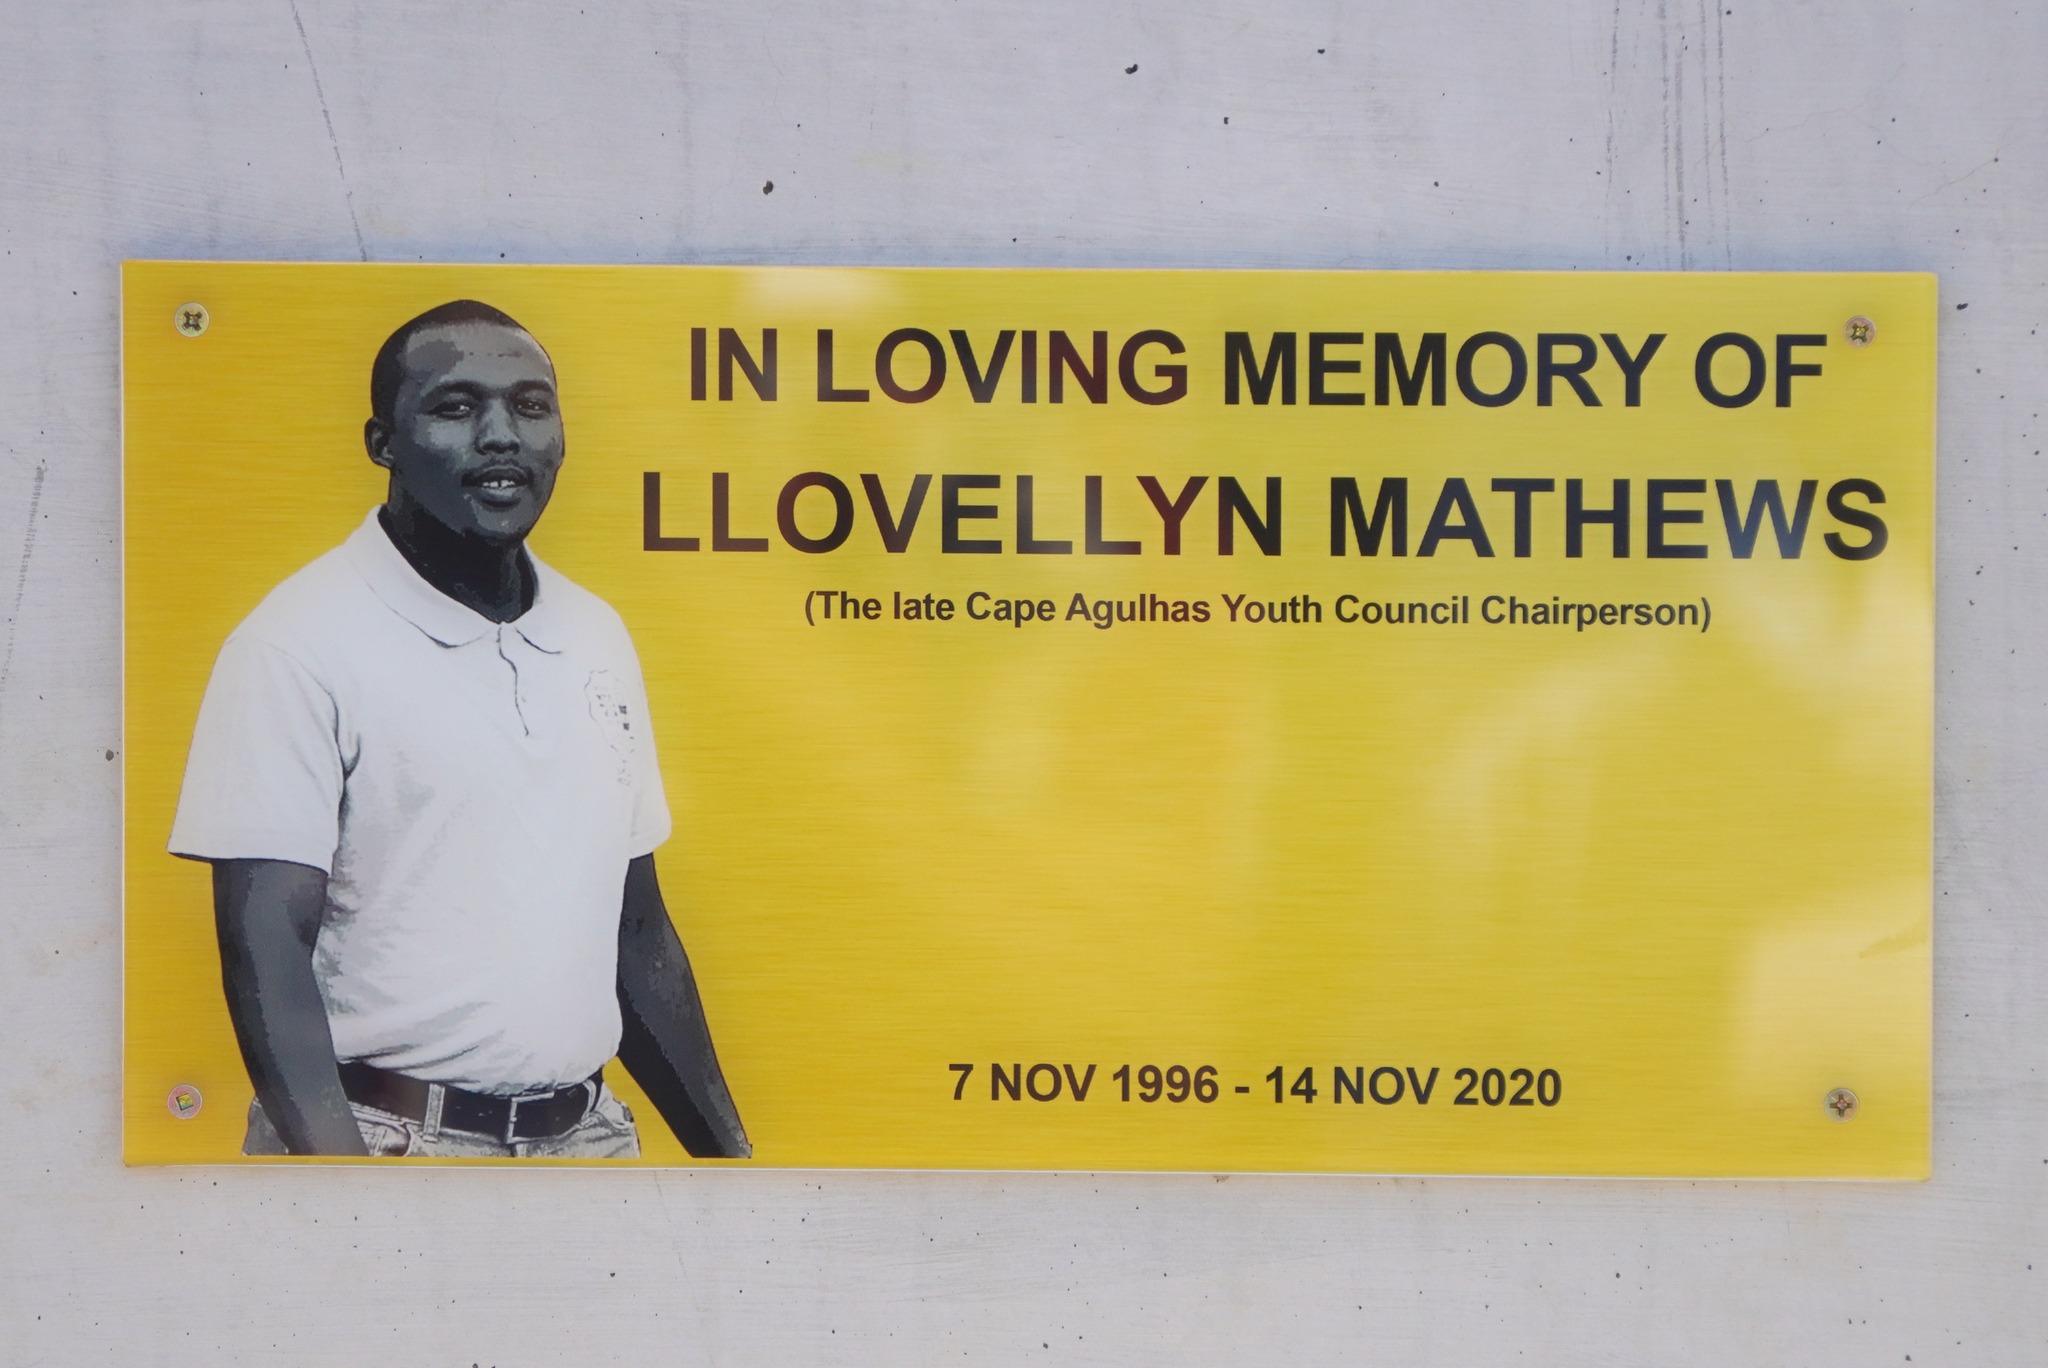 IN LOVING MEMORY OF
LLOVELLYN MATHEWS
(The late Cape Agulhas Youth Council Chairperson)
7 NOV 1996 - 14 NOV 2020